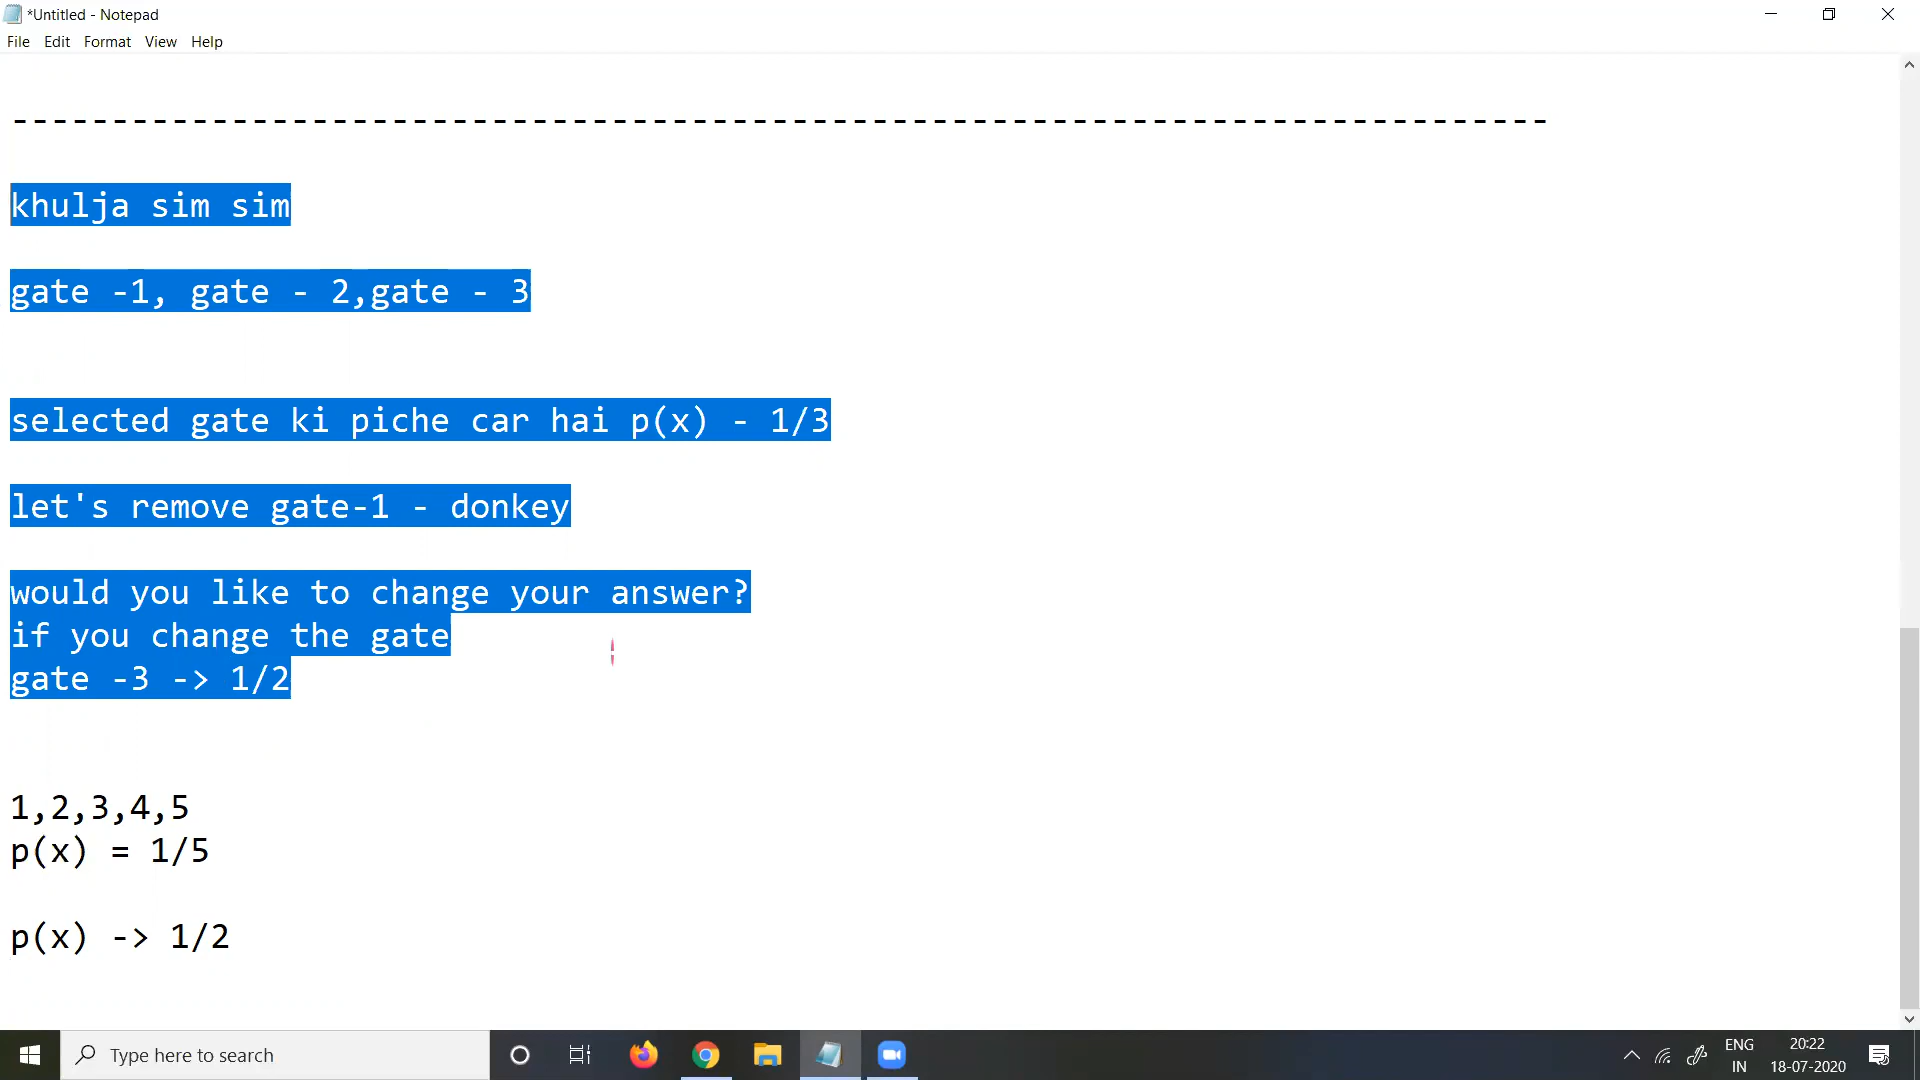 *Untitled - Notepad
File Edit Format View Help
--------------------------------------------------------------------------------
khulja sim sim
gate -1, gate - 2,gate - 3
selected gate ki piche car hai p(x) - 1/3
let's remove gate-1 - donkey
would you like to change your answer?
if you change the gate
gate -3 -> 1/2
1,2,3,4,5
p(x) = 1/5
p(x) -> 1/2
Type here to search
ENG
IN
20:22
18-07-2020